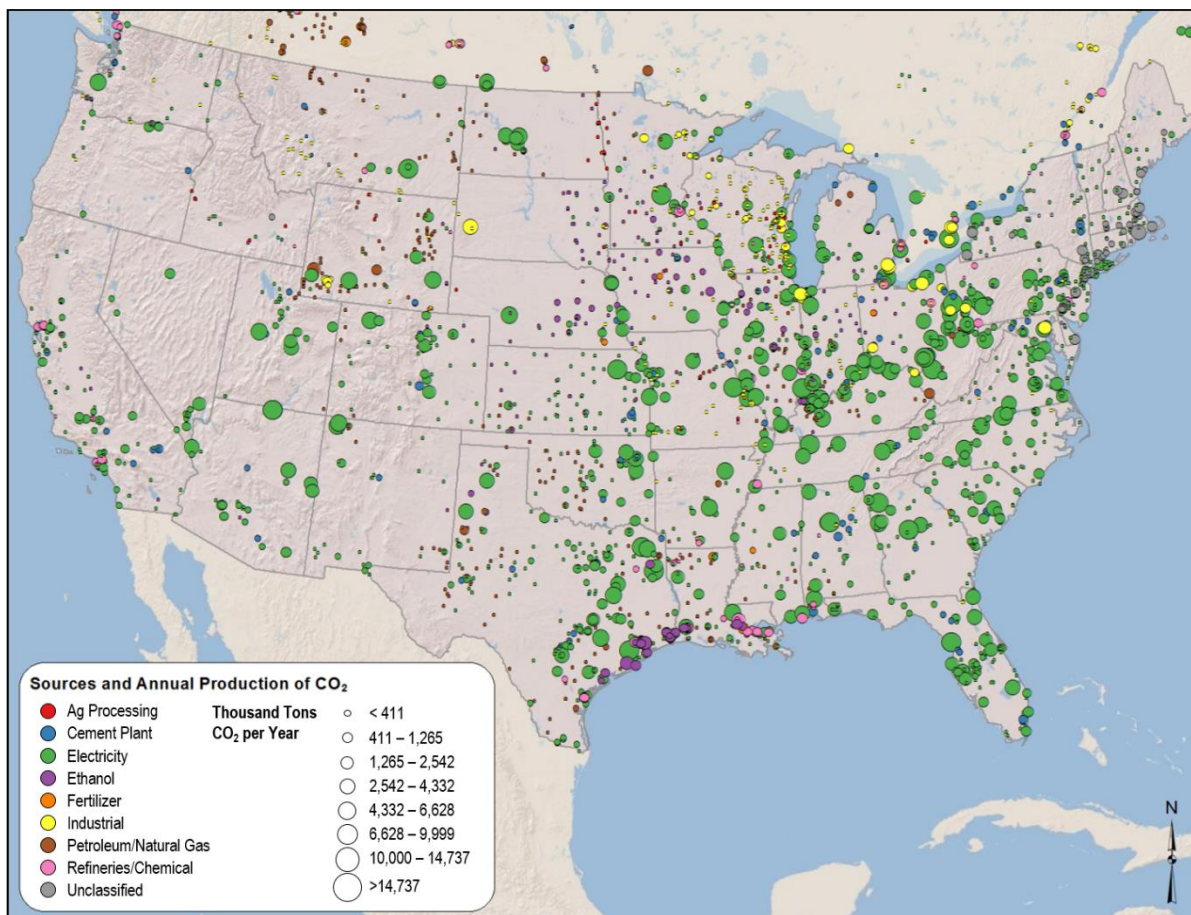 Sources and Annual Production of CO₂
Ag Processing
Cement Plant
Electricity
Ethanol
Fertilizer
Industrial
Petroleum/Natural Gas
Refineries/Chemical
Unclassified
Thousand Tons
CO₂ per Year
< 411
411 – 1,265
1,265 – 2,542
2,542 – 4,332
4,332 – 6,628
6,628 – 9,999
10,000 – 14,737
>14,737
N